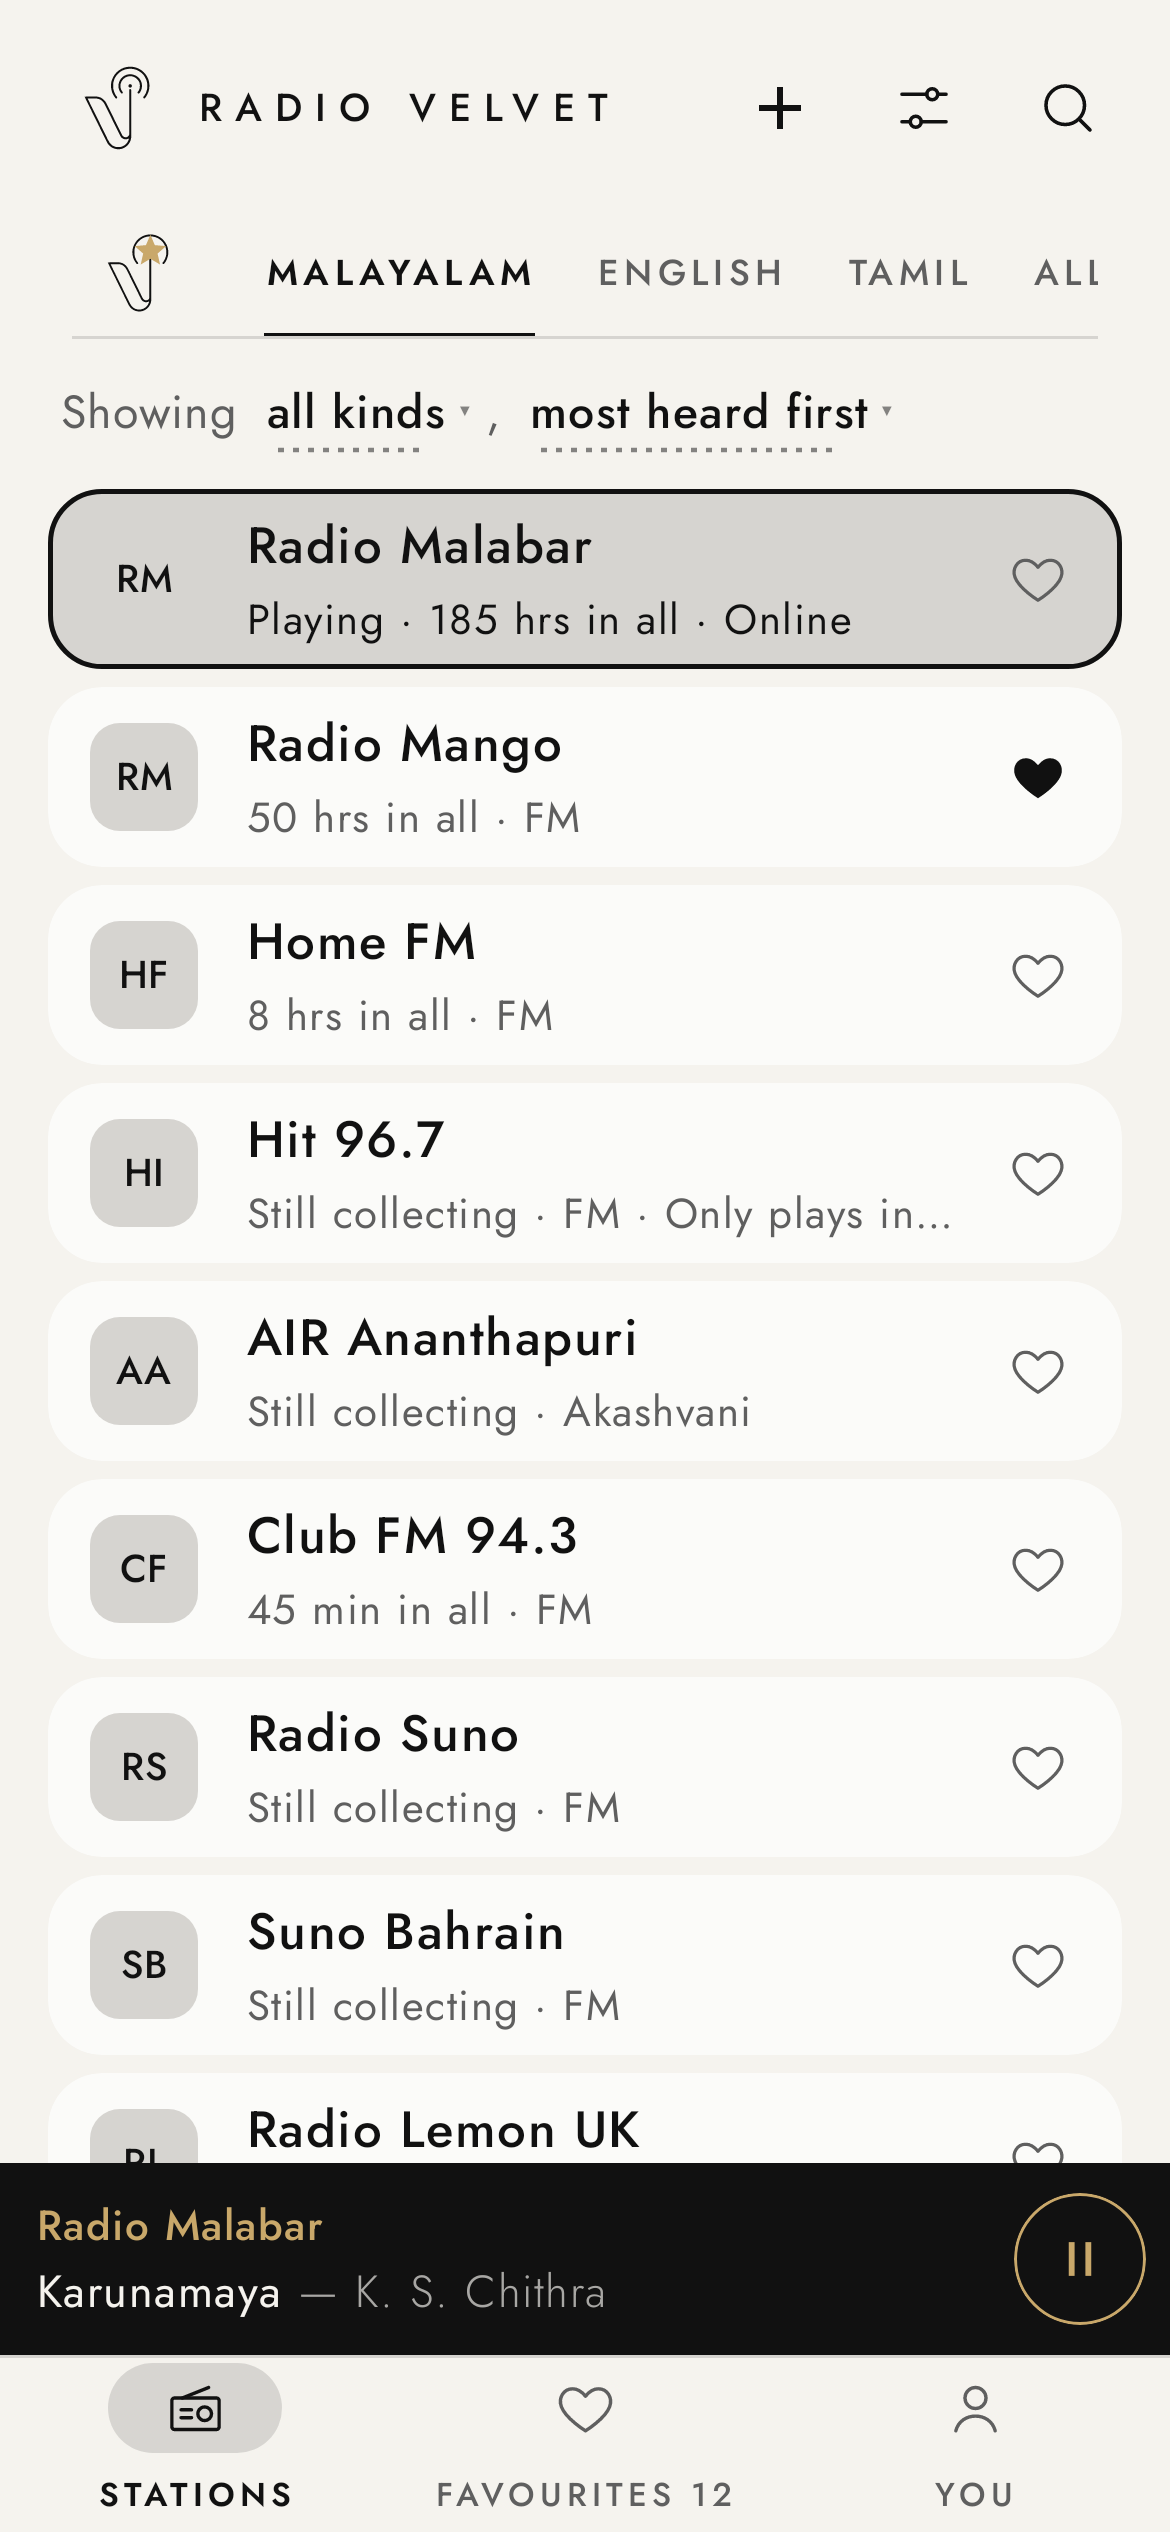 RADIO VELVET
MALAYALAM ENGLISH TAMIL ALL
Showing all kinds ▾ , most heard first ▾
RM
Radio Malabar
Playing · 185 hrs in all · Online
RM
Radio Mango
50 hrs in all · FM
HF
Home FM
8 hrs in all · FM
HI
Hit 96.7
Still collecting · FM · Only plays in...
AA
AIR Ananthapuri
Still collecting · Akashvani
CF
Club FM 94.3
45 min in all · FM
RS
Radio Suno
Still collecting · FM
SB
Suno Bahrain
Still collecting · FM
Radio Lemon UK
Radio Malabar
Karunamaya — K. S. Chithra
STATIONS FAVOURITES 12 YOU